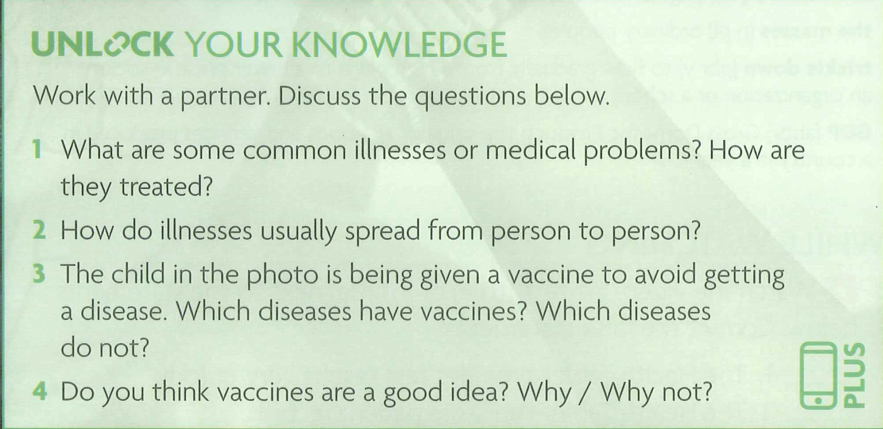 UNLOCK YOUR KNOWLEDGE
Work with a partner. Discuss the questions below.
1 What are some common illnesses or medical problems? How are
they treated?
2 How do illnesses usually spread from person to person?
3 The child in the photo is being given a vaccine to avoid getting
a disease. Which diseases have vaccines? Which diseases
do not?
4 Do you think vaccines are a good idea? Why / Why not?
PLUS